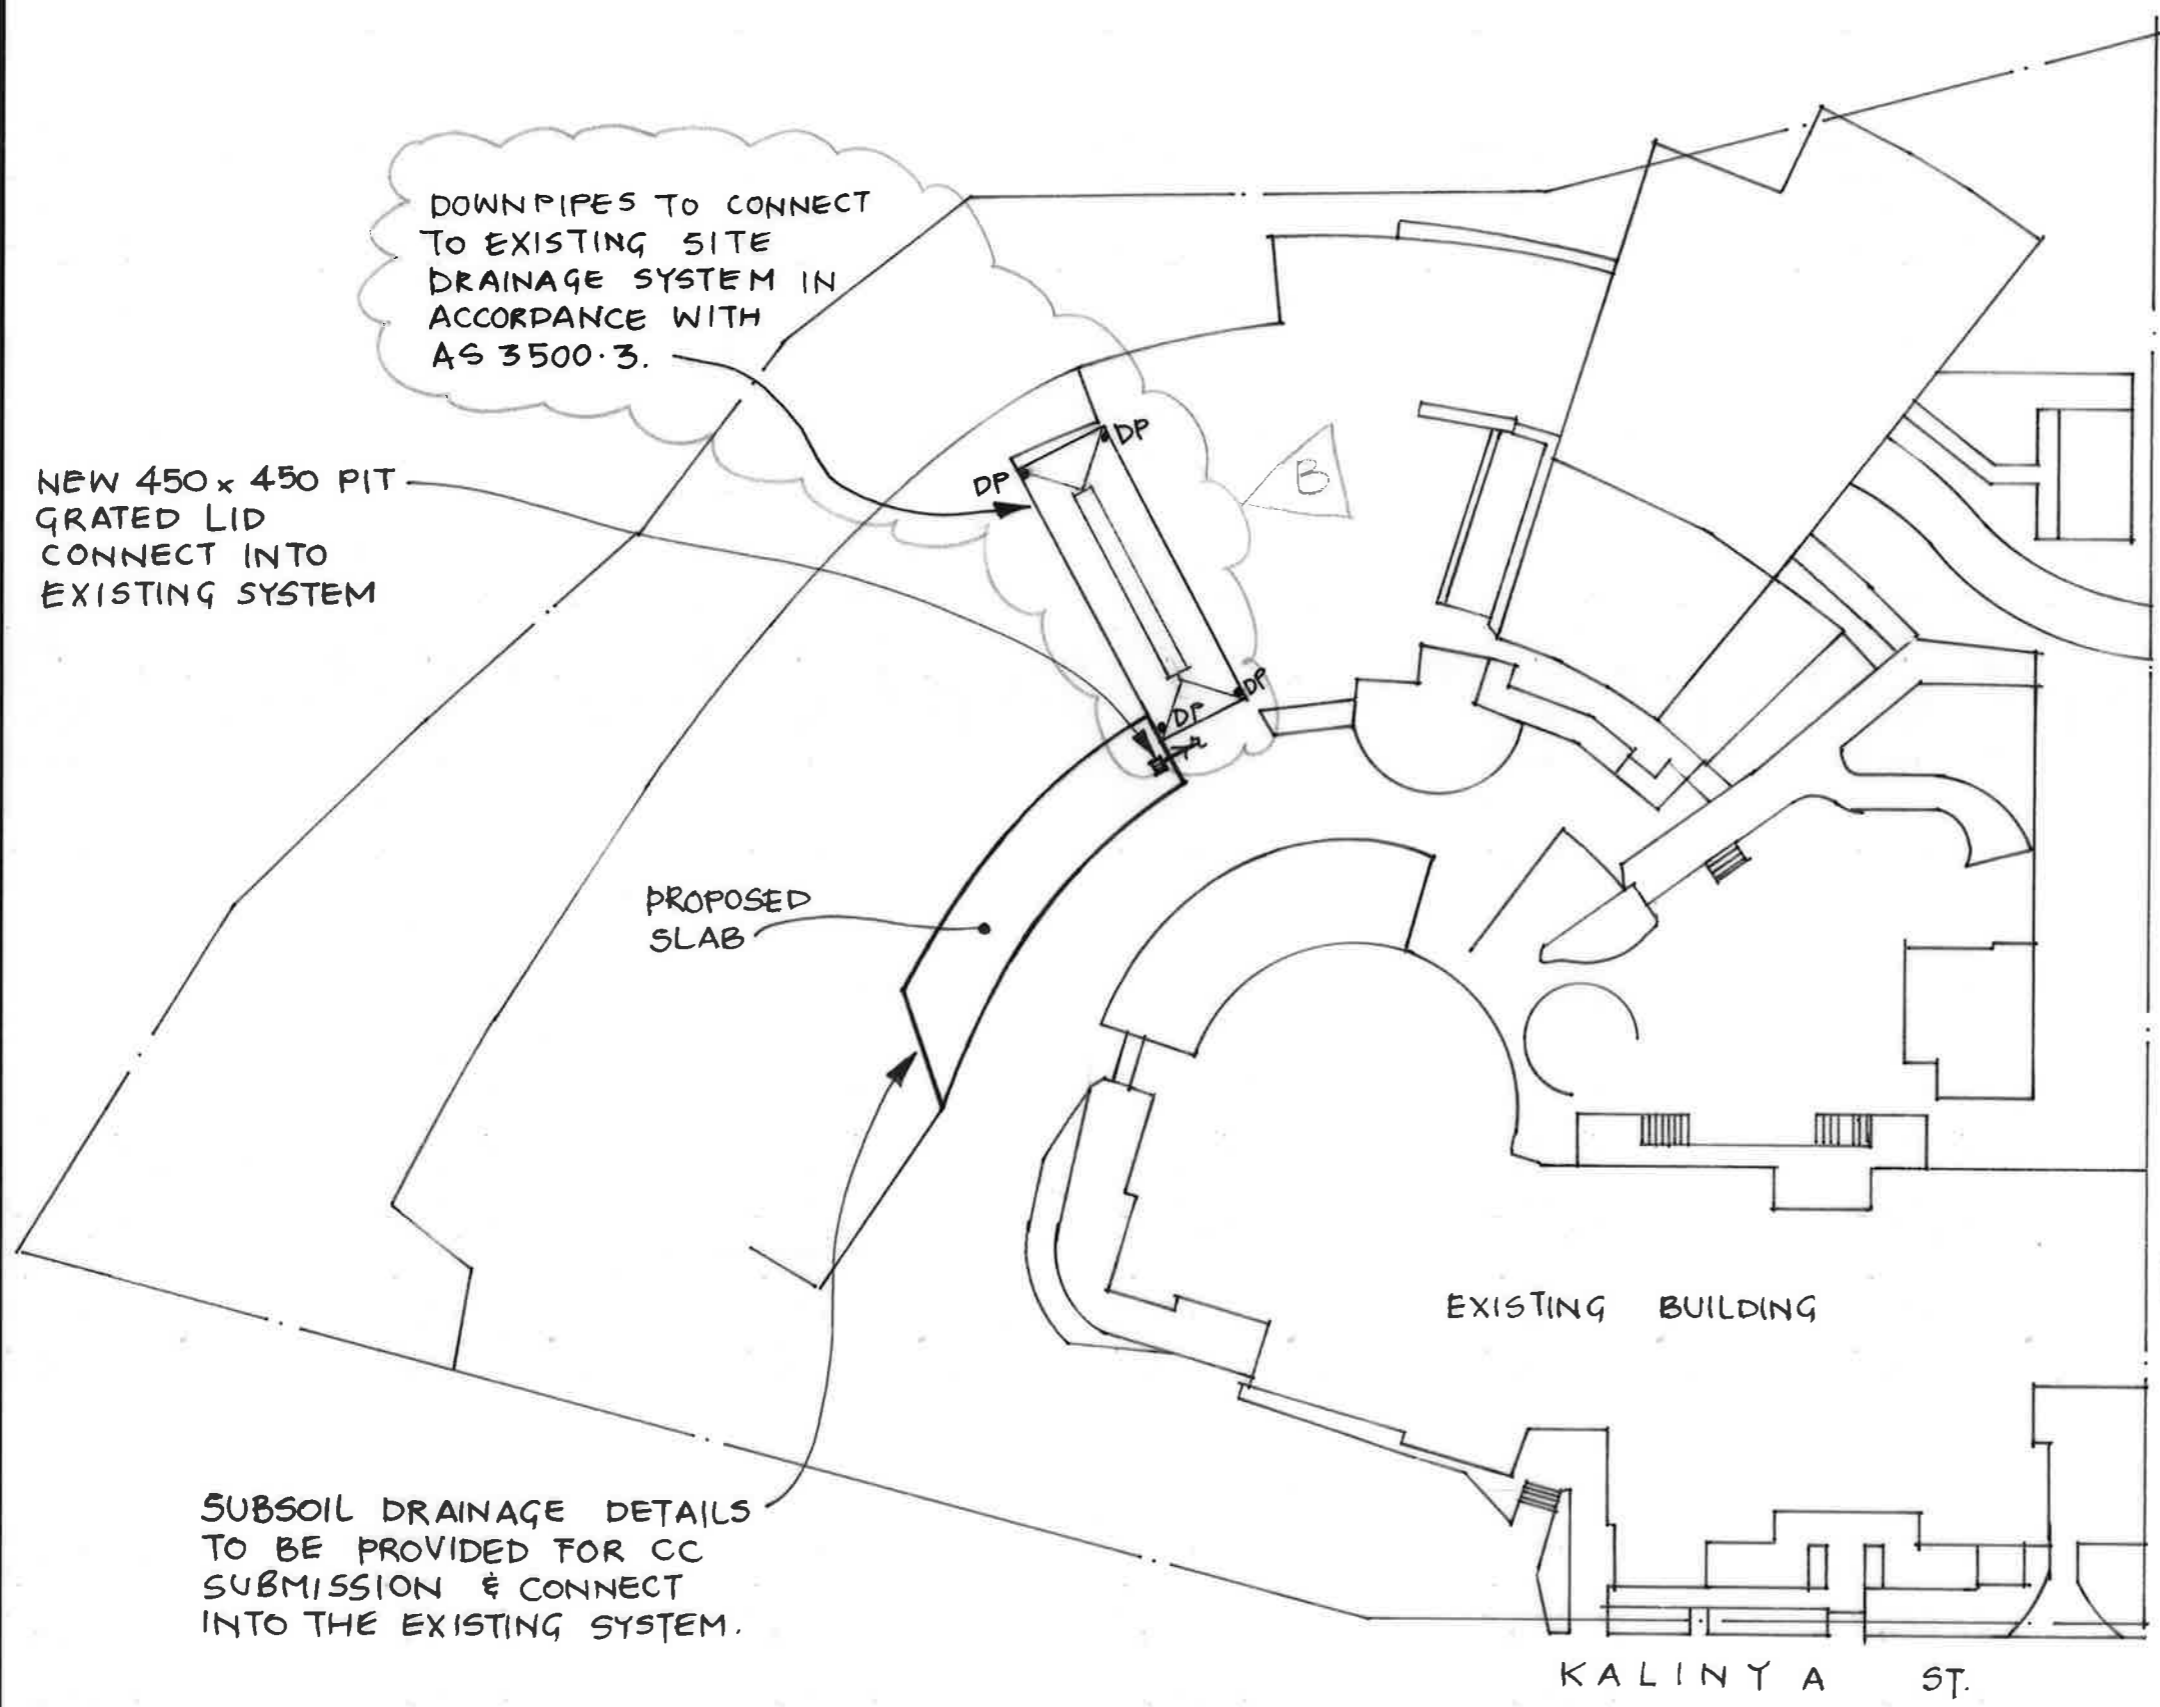 DOWNPIPES TO CONNECT
TO EXISTING SITE
DRAINAGE SYSTEM IN
ACCORDANCE WITH
AS 3500.3.
DP
DP
B
NEW 450 x 450 PIT
GRATED LID
CONNECT INTO
EXISTING SYSTEM
DP
DP
PROPOSED
SLAB
EXISTING BUILDING
SUBSOIL DRAINAGE DETAILS
TO BE PROVIDED FOR CC
SUBMISSION & CONNECT
INTO THE EXISTING SYSTEM.
KALINYA ST.